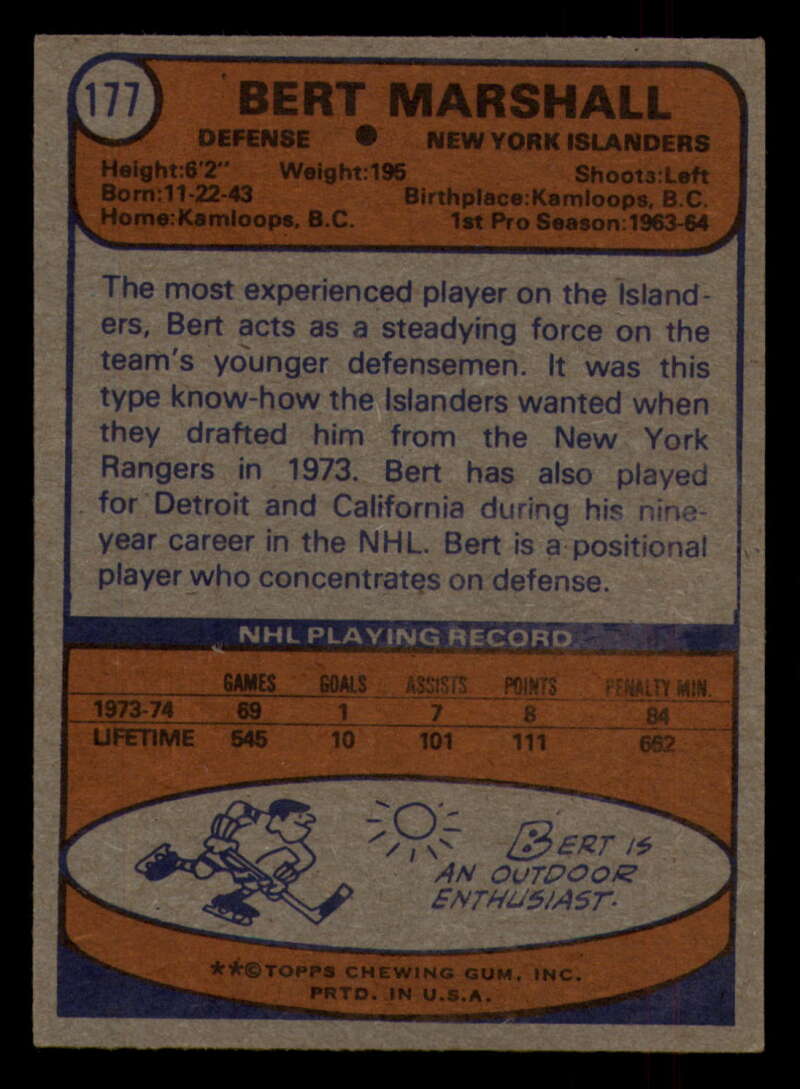 177
BERT MARSHALL
DEFENSE ● NEW YORK ISLANDERS
Height:6'2" Weight:195 Shoots:Left
Born:11-22-43 Birthplace:Kamloops, B.C.
Home:Kamloops, B.C. 1st Pro Season:1963-64
The most experienced player on the Island-
ers, Bert acts as a steadying force on the
team's younger defensemen. It was this
type know-how the Islanders wanted when
they drafted him from the New York
Rangers in 1973. Bert has also played
for Detroit and California during his nine-
year career in the NHL. Bert is a positional
player who concentrates on defense.
NHL PLAYING RECORD
GAMES GOALS ASSISTS POINTS PENALTY MIN.
1973-74 69 1 7 8 84
LIFETIME 545 10 101 111 662
BERT IS
AN OUTDOOR
ENTHUSIAST.
**©TOPPS CHEWING GUM, INC.
PRTD. IN U.S.A.